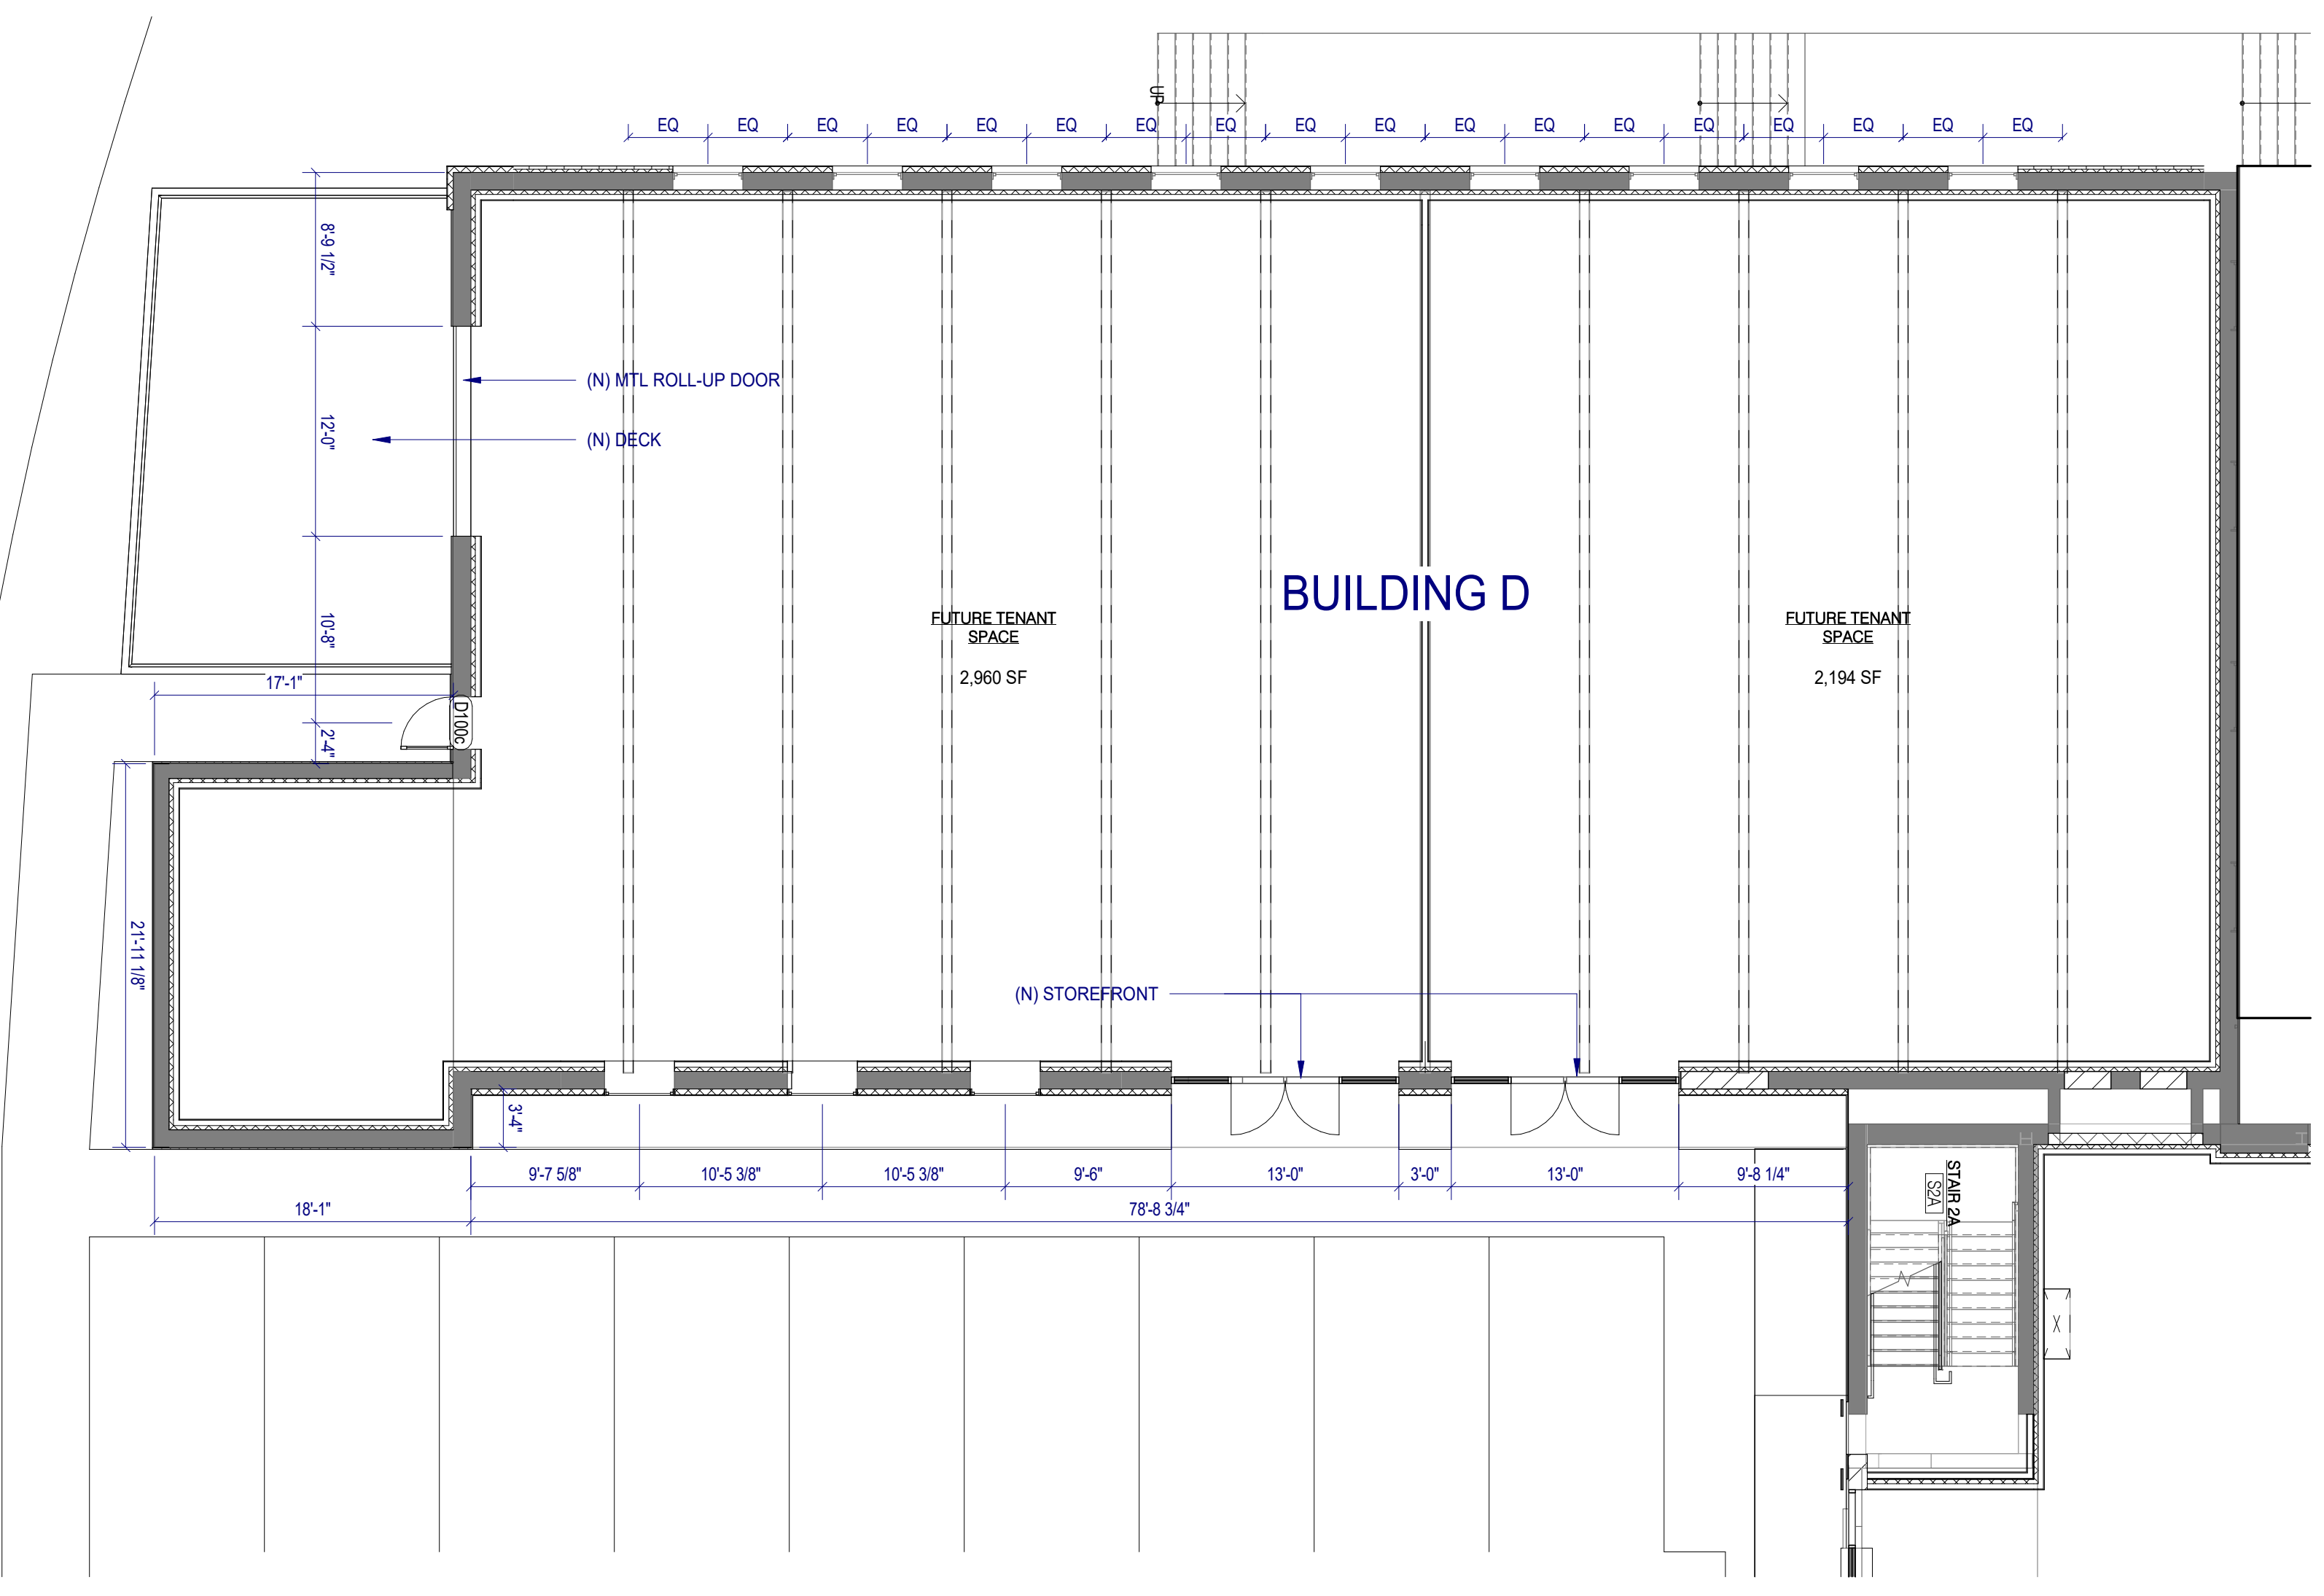 UP
EQ EQ EQ EQ EQ EQ EQ EQ EQ EQ EQ EQ EQ EQ EQ EQ EQ EQ
8'-9 1/2"
(N) MTL ROLL-UP DOOR
12'-0"
(N) DECK
BUILDING D
10'-8"
FUTURE TENANT
SPACE
2,960 SF
FUTURE TENANT
SPACE
2,194 SF
17'-1"
D100c
2'-4"
21'-11 1/8"
(N) STOREFRONT
3'-4"
9'-7 5/8" 10'-5 3/8" 10'-5 3/8" 9'-6" 13'-0" 3'-0" 13'-0" 9'-8 1/4"
18'-1" 78'-8 3/4"
STAIR 2A
S2A